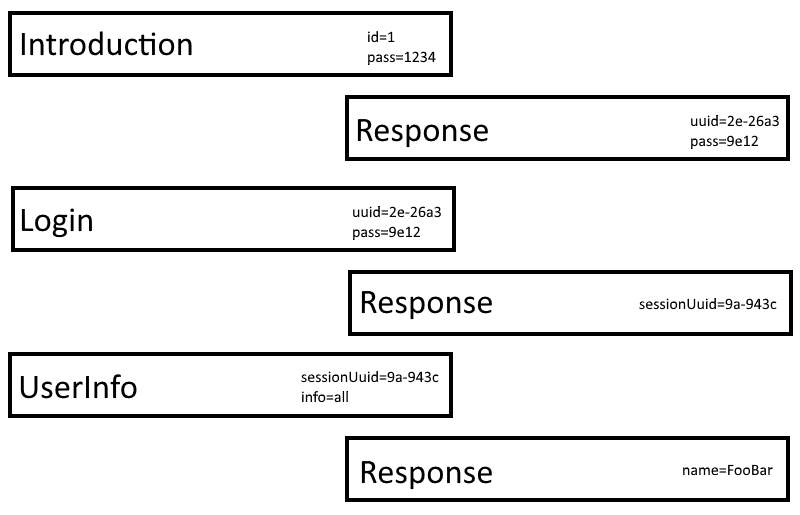 Introduction
id=1
pass=1234
Response
uuid=2e-26a3
pass=9e12
Login
uuid=2e-26a3
pass=9e12
Response
sessionUuid=9a-943c
UserInfo
sessionUuid=9a-943c
info=all
Response
name=FooBar